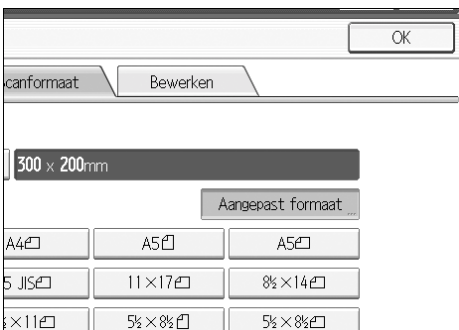 OK
canformaat Bewerken
300 x 200mm
Aangepast formaat
A4 A5 A5
5 JIS 11×17 8½×14
×11 5½×8½ 5½×8½